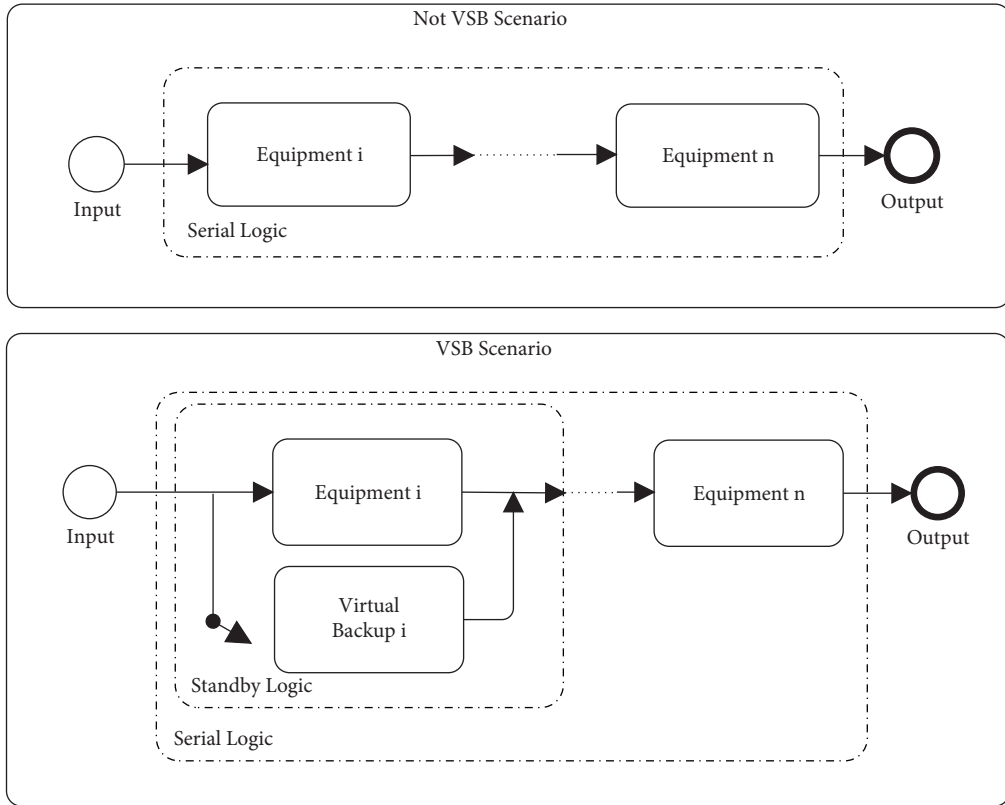 Not VSB Scenario
Equipment i
Equipment n
Input
Output
Serial Logic
VSB Scenario
Equipment i
Equipment n
Input
Output
Virtual
Backup i
Standby Logic
Serial Logic